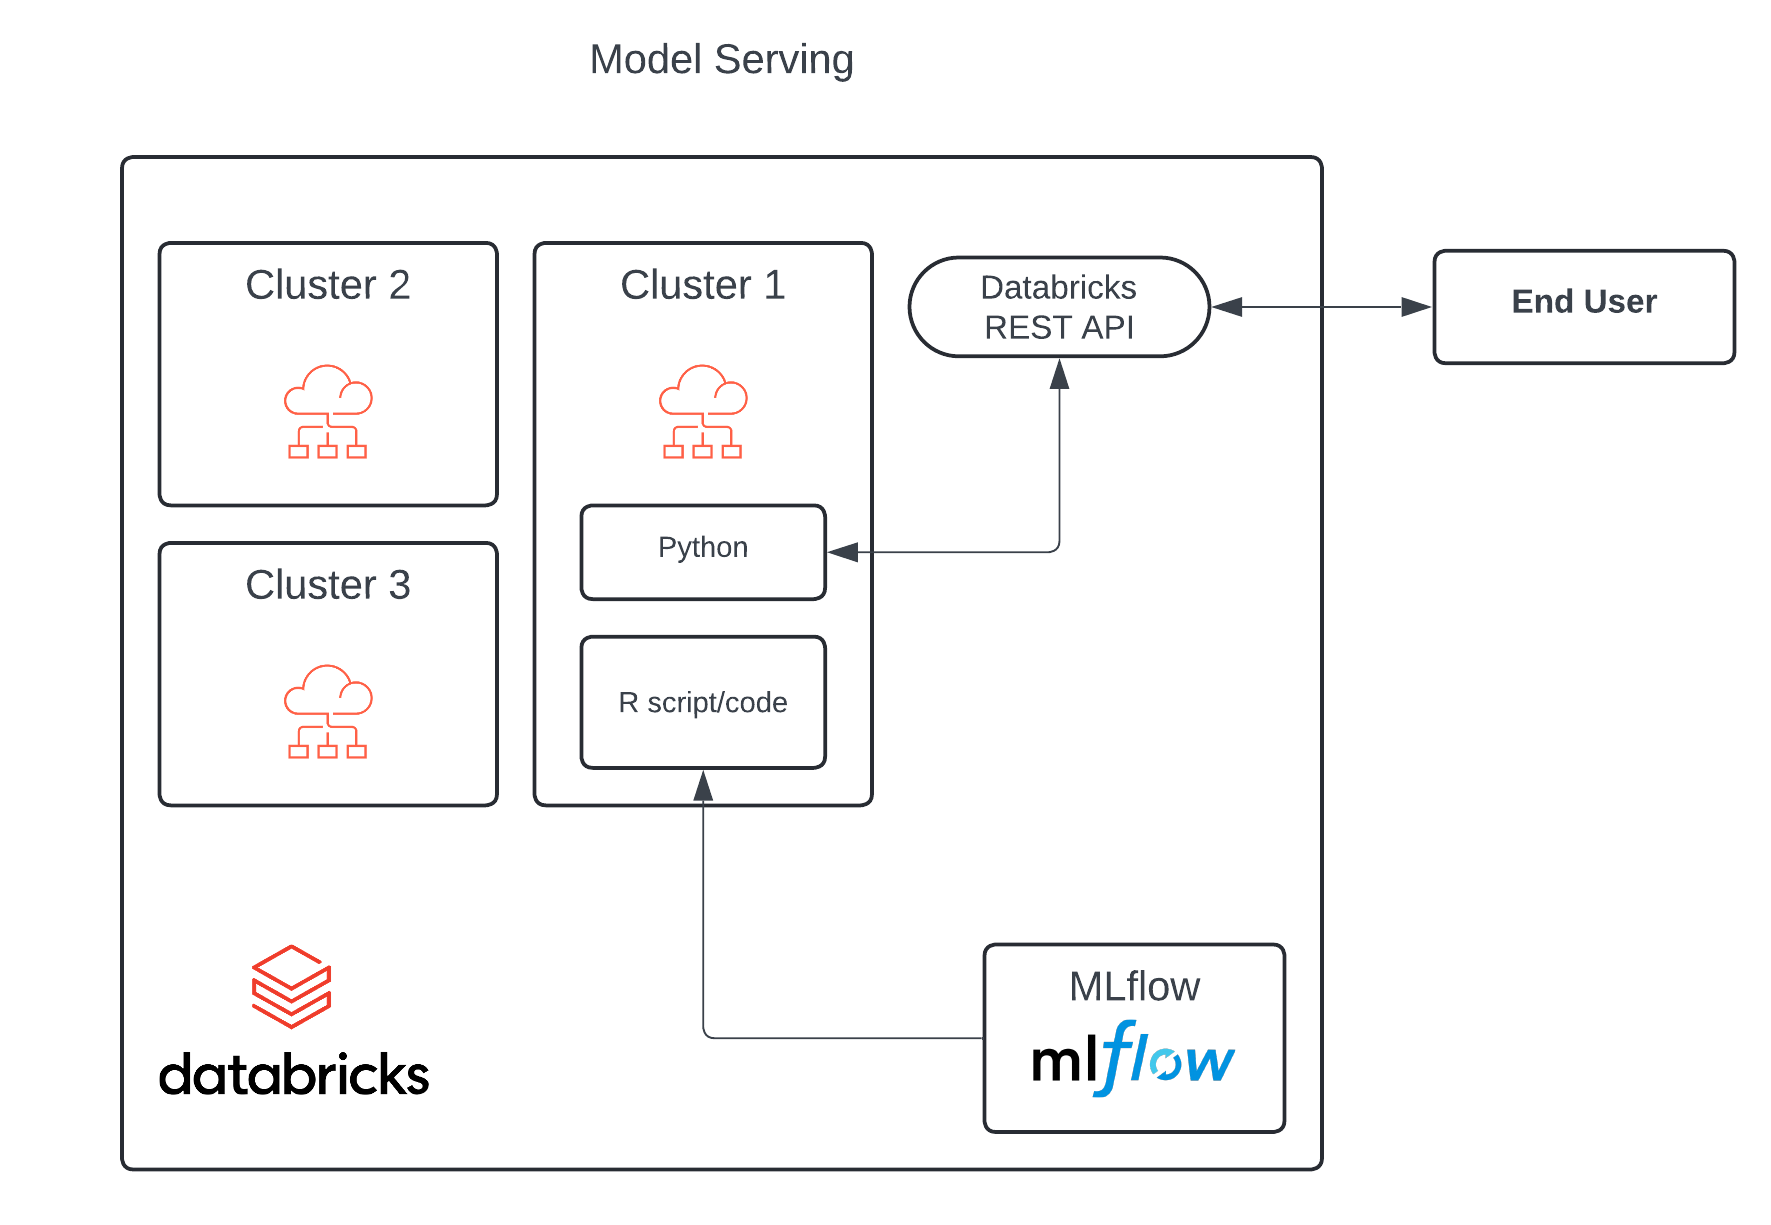 Model Serving
Cluster 2
Cluster 1
Databricks
REST API
End User
Python
Cluster 3
R script/code
MLflow
mlflow
databricks